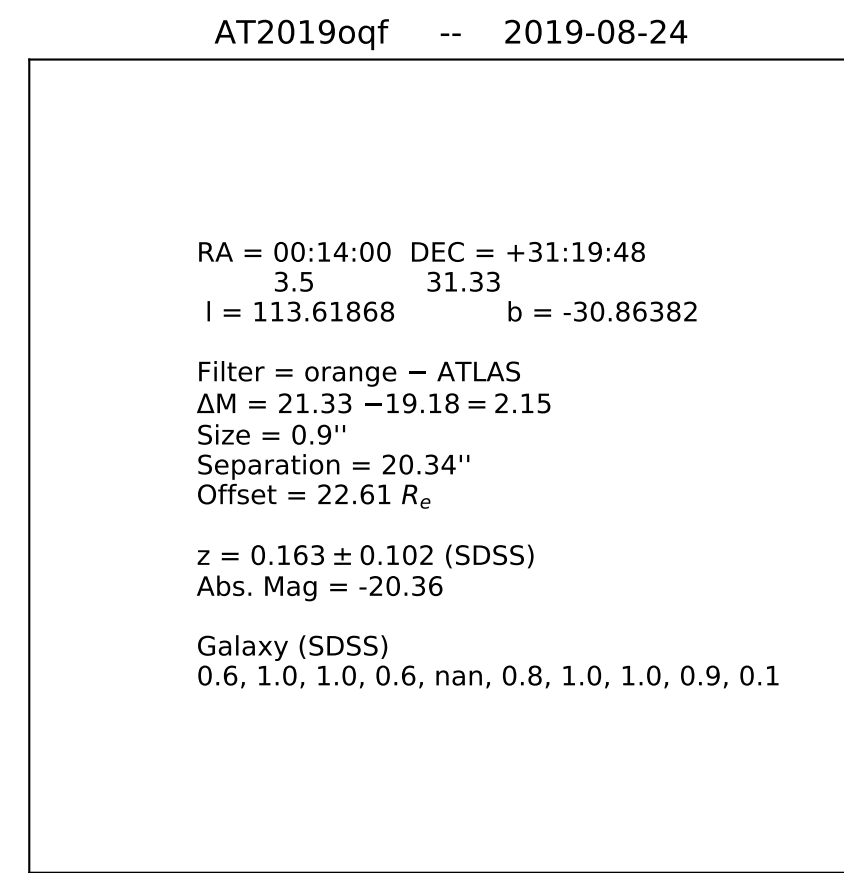 AT2019oqf -- 2019-08-24
RA = 00:14:00 DEC = +31:19:48
3.5 31.33
l = 113.61868 b = -30.86382
Filter = orange − ATLAS
ΔM = 21.33 −19.18 = 2.15
Size = 0.9''
Separation = 20.34''
Offset = 22.61 Rₑ
z = 0.163 ± 0.102 (SDSS)
Abs. Mag = -20.36
Galaxy (SDSS)
0.6, 1.0, 1.0, 0.6, nan, 0.8, 1.0, 1.0, 0.9, 0.1